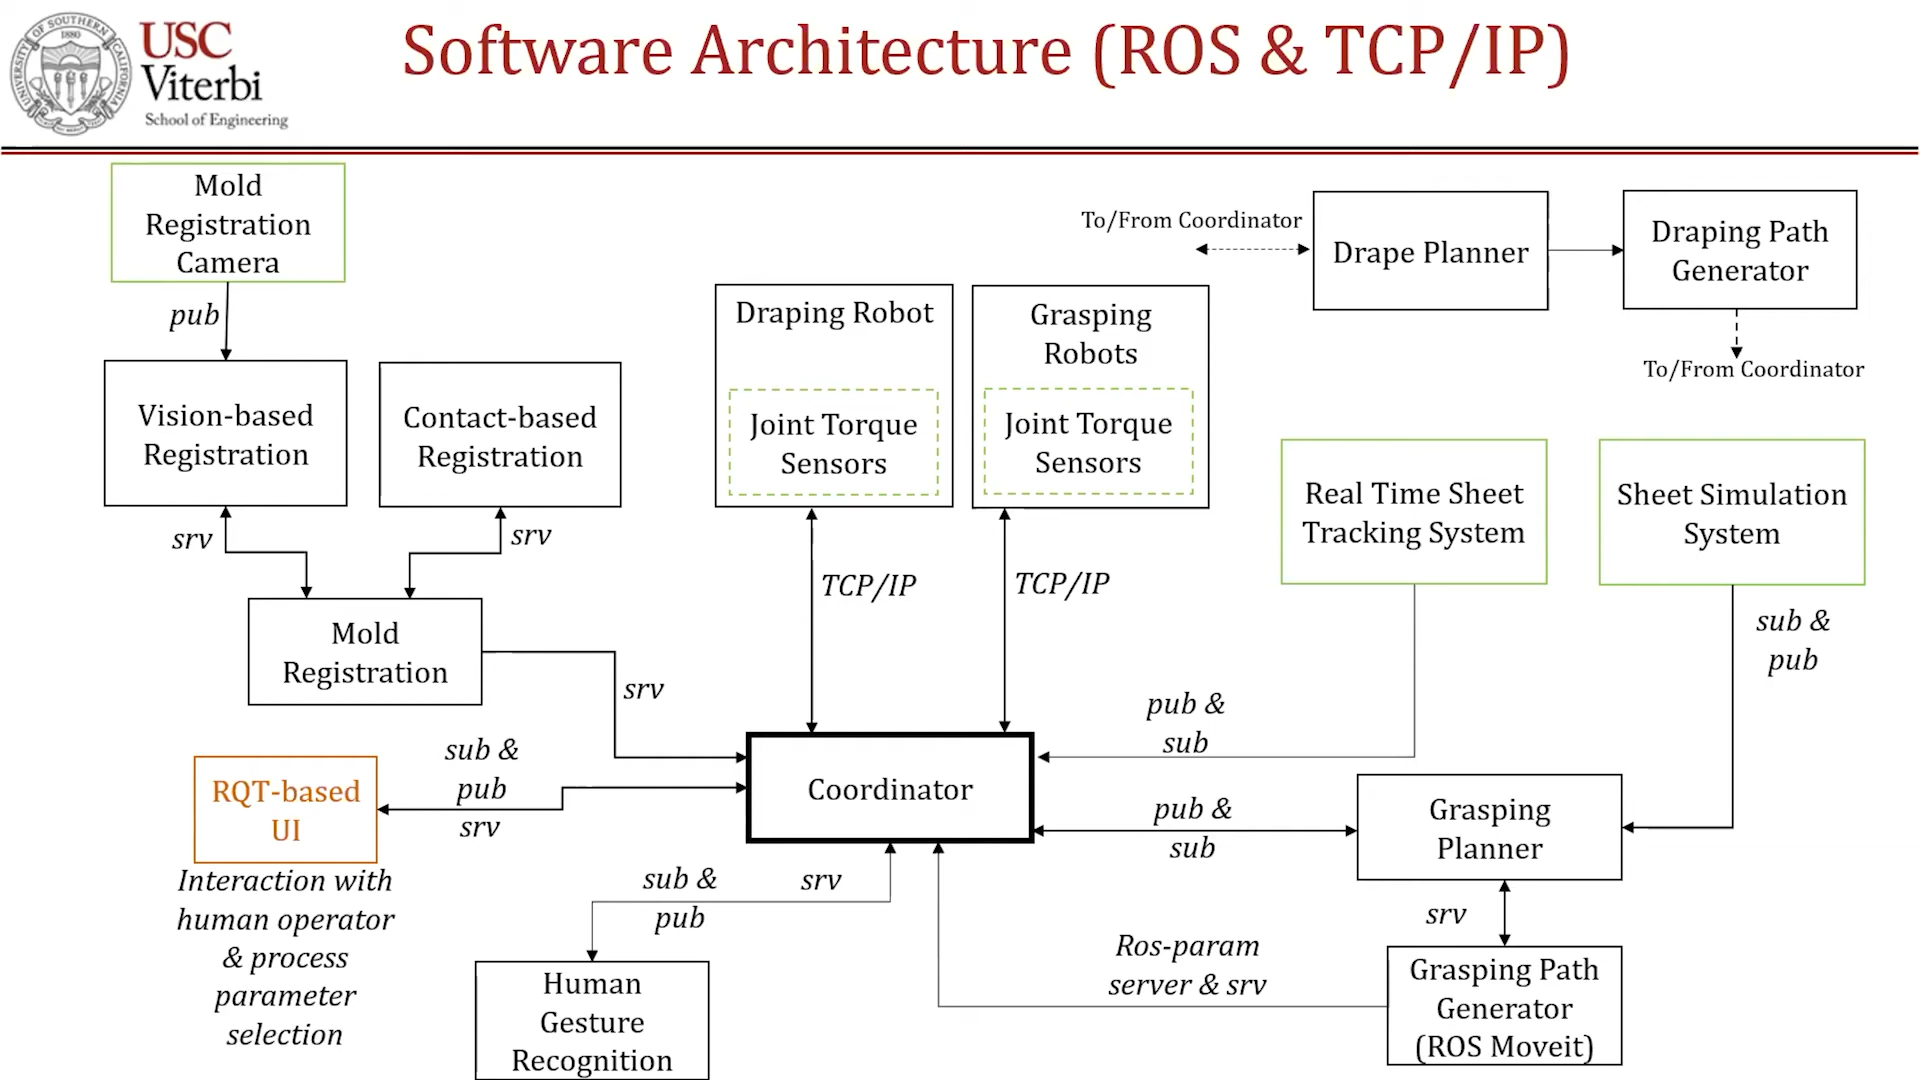 UNIVERSITY OF SOUTHERN CALIFORNIA
1880
USC
Viterbi
School of Engineering
Software Architecture (ROS & TCP/IP)
Mold
Registration
Camera
pub
Vision-based
Registration
Contact-based
Registration
srv
srv
Mold
Registration
srv
Draping Robot
Joint Torque
Sensors
Grasping
Robots
Joint Torque
Sensors
TCP/IP
TCP/IP
To/From Coordinator
Drape Planner
Draping Path
Generator
To/From Coordinator
Real Time Sheet
Tracking System
Sheet Simulation
System
sub &
pub
pub &
sub
RQT-based
UI
sub &
pub
srv
Interaction with
human operator
& process
parameter
selection
Coordinator
pub &
sub
Grasping
Planner
srv
sub &
pub
srv
Human
Gesture
Recognition
Ros-param
server & srv
Grasping Path
Generator
(ROS Moveit)